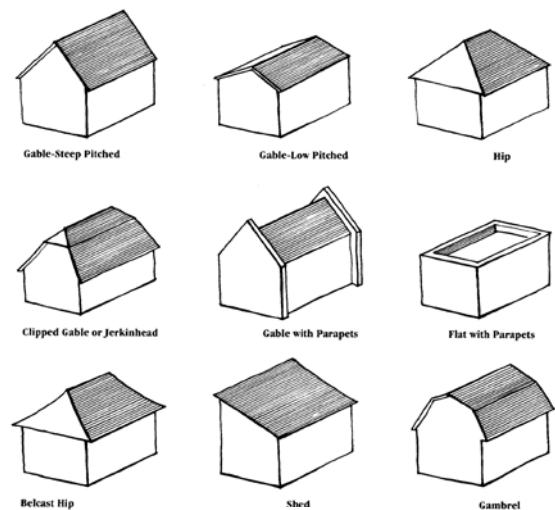 Gable-Steep Pitched
Gable-Low Pitched
Hip
Clipped Gable or Jerkinhead
Gable with Parapets
Flat with Parapets
Belcast Hip
Shed
Gambrel